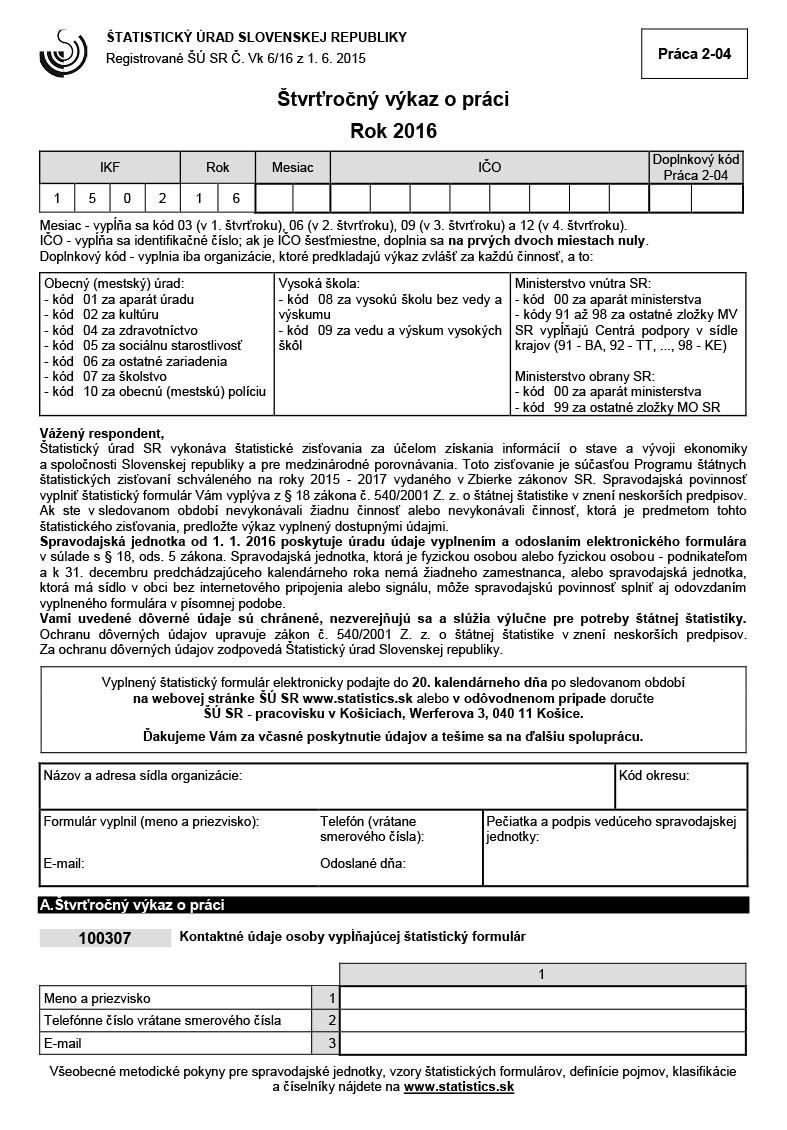 ŠTATISTICKÝ ÚRAD SLOVENSKEJ REPUBLIKY
Registrované ŠÚ SR Č. Vk 6/16 z 1. 6. 2015
Práca 2-04
Štvrťročný výkaz o práci
Rok 2016
IKF Rok Mesiac IČO Doplnkový kód
Práca 2-04
1 5 0 2 1 6
Mesiac - vypĺňa sa kód 03 (v 1. štvrťroku), 06 (v 2. štvrťroku), 09 (v 3. štvrťroku) a 12 (v 4. štvrťroku).
IČO - vypĺňa sa identifikačné číslo; ak je IČO šesťmiestne, doplnia sa na prvých dvoch miestach nuly.
Doplnkový kód - vyplnia iba organizácie, ktoré predkladajú výkaz zvlášť za každú činnosť, a to:
Obecný (mestský) úrad:
- kód 01 za aparát úradu
- kód 02 za kultúru
- kód 04 za zdravotníctvo
- kód 05 za sociálnu starostlivosť
- kód 06 za ostatné zariadenia
- kód 07 za školstvo
- kód 10 za obecnú (mestskú) políciu
Vysoká škola:
- kód 08 za vysokú školu bez vedy a
výskumu
- kód 09 za vedu a výskum vysokých
škôl
Ministerstvo vnútra SR:
- kód 00 za aparát ministerstva
- kódy 91 až 98 za ostatné zložky MV
SR vypĺňajú Centrá podpory v sídle
krajov (91 - BA, 92 - TT, ..., 98 - KE)
Ministerstvo obrany SR:
- kód 00 za aparát ministerstva
- kód 99 za ostatné zložky MO SR
Vážený respondent,
Štatistický úrad SR vykonáva štatistické zisťovania za účelom získania informácií o stave a vývoji ekonomiky
a spoločnosti Slovenskej republiky a pre medzinárodné porovnávania. Toto zisťovanie je súčasťou Programu štátnych
štatistických zisťovaní schváleného na roky 2015 - 2017 vydaného v Zbierke zákonov SR. Spravodajská povinnosť
vyplniť štatistický formulár Vám vyplýva z § 18 zákona č. 540/2001 Z. z. o štátnej štatistike v znení neskorších predpisov.
Ak ste v sledovanom období nevykonávali žiadnu činnosť alebo nevykonávali činnosť, ktorá je predmetom tohto
štatistického zisťovania, predložte výkaz vyplnený dostupnými údajmi.
Spravodajská jednotka od 1. 1. 2016 poskytuje úradu údaje vyplnením a odoslaním elektronického formulára
v súlade s § 18, ods. 5 zákona. Spravodajská jednotka, ktorá je fyzickou osobou alebo fyzickou osobou - podnikateľom
a k 31. decembru predchádzajúceho kalendárneho roka nemá žiadneho zamestnanca, alebo spravodajská jednotka,
ktorá má sídlo v obci bez internetového pripojenia alebo signálu, môže spravodajskú povinnosť splniť aj odovzdaním
vyplneného formulára v písomnej podobe.
Vami uvedené dôverné údaje sú chránené, nezverejňujú sa a slúžia výlučne pre potreby štátnej štatistiky.
Ochranu dôverných údajov upravuje zákon č. 540/2001 Z. z. o štátnej štatistike v znení neskorších predpisov.
Za ochranu dôverných údajov zodpovedá Štatistický úrad Slovenskej republiky.
Vyplnený štatistický formulár elektronicky podajte do 20. kalendárneho dňa po sledovanom období
na webovej stránke ŠÚ SR www.statistics.sk alebo v odôvodnenom prípade doručte
ŠÚ SR - pracovisku v Košiciach, Werferova 3, 040 11 Košice.
Ďakujeme Vám za včasné poskytnutie údajov a tešíme sa na ďalšiu spoluprácu.
Názov a adresa sídla organizácie:
Kód okresu:
Formulár vyplnil (meno a priezvisko):
Telefón (vrátane
smerového čísla):
Pečiatka a podpis vedúceho spravodajskej
jednotky:
E-mail:
Odoslané dňa:
A.Štvrťročný výkaz o práci
100307 Kontaktné údaje osoby vypĺňajúcej štatistický formulár
1
Meno a priezvisko 1
Telefónne číslo vrátane smerového čísla 2
E-mail 3
Všeobecné metodické pokyny pre spravodajské jednotky, vzory štatistických formulárov, definície pojmov, klasifikácie
a číselníky nájdete na www.statistics.sk